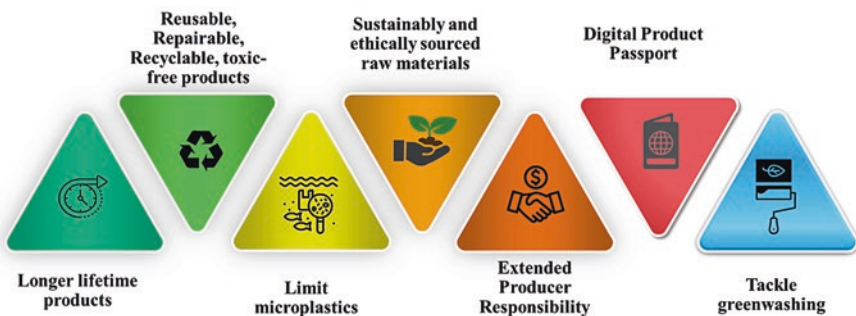 Reusable,
Repairable,
Recyclable, toxic-
free products
Sustainably and
ethically sourced
raw materials
Digital Product
Passport
Longer lifetime
products
Limit
microplastics
Extended
Producer
Responsibility
Tackle
greenwashing
$